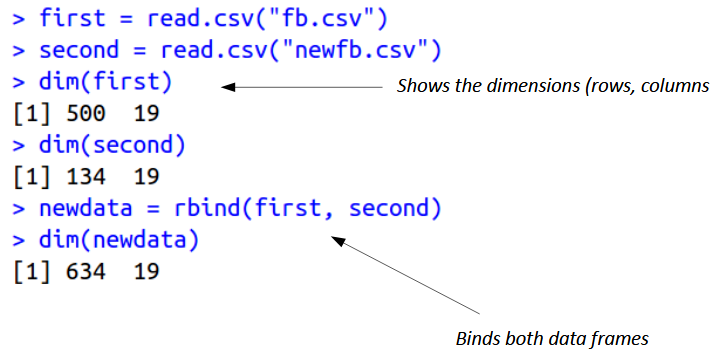 > first = read.csv("fb.csv")
> second = read.csv("newfb.csv")
> dim(first)
Shows the dimensions (rows, columns
[1] 500  19
> dim(second)
[1] 134  19
> newdata = rbind(first, second)
> dim(newdata)
[1] 634  19
Binds both data frames